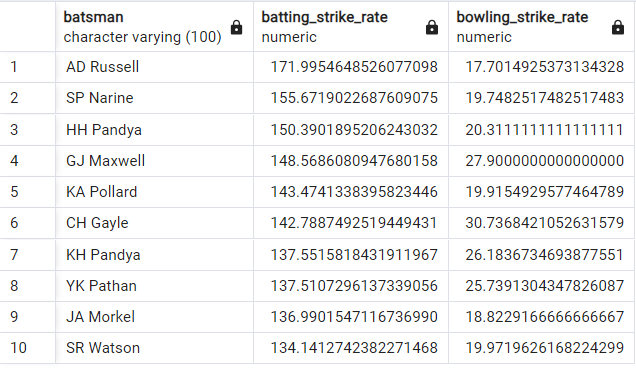 batsman batting_strike_rate bowling_strike_rate
character varying (100) numeric numeric
1 AD Russell 171.9954648526077098 17.7014925373134328
2 SP Narine 155.6719022687609075 19.7482517482517483
3 HH Pandya 150.3901895206243032 20.3111111111111111
4 GJ Maxwell 148.5686080947680158 27.9000000000000000
5 KA Pollard 143.4741338395823446 19.9154929577464789
6 CH Gayle 142.7887492519449431 30.7368421052631579
7 KH Pandya 137.5515818431911967 26.1836734693877551
8 YK Pathan 137.5107296137339056 25.7391304347826087
9 JA Morkel 136.9901547116736990 18.8229166666666667
10 SR Watson 134.1412742382271468 19.9719626168224299